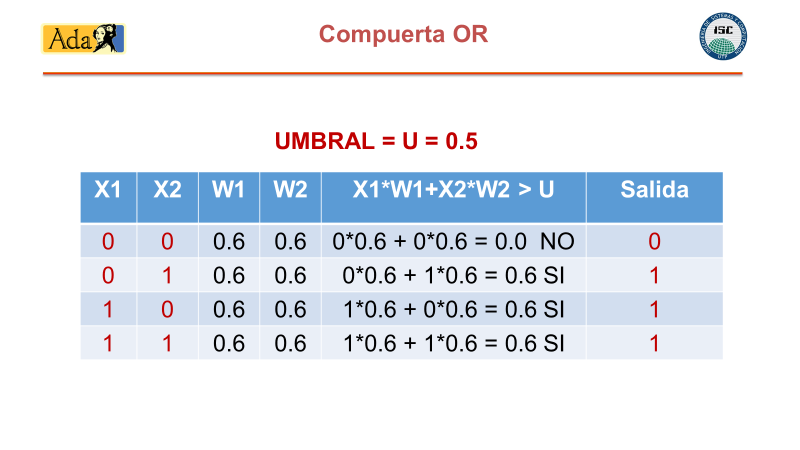 Ada
Compuerta OR
ISC
UMBRAL = U = 0.5
X1 X2 W1 W2 X1*W1+X2*W2 > U Salida
0 0 0.6 0.6 0*0.6 + 0*0.6 = 0.0 NO 0
0 1 0.6 0.6 0*0.6 + 1*0.6 = 0.6 SI 1
1 0 0.6 0.6 1*0.6 + 0*0.6 = 0.6 SI 1
1 1 0.6 0.6 1*0.6 + 1*0.6 = 0.6 SI 1